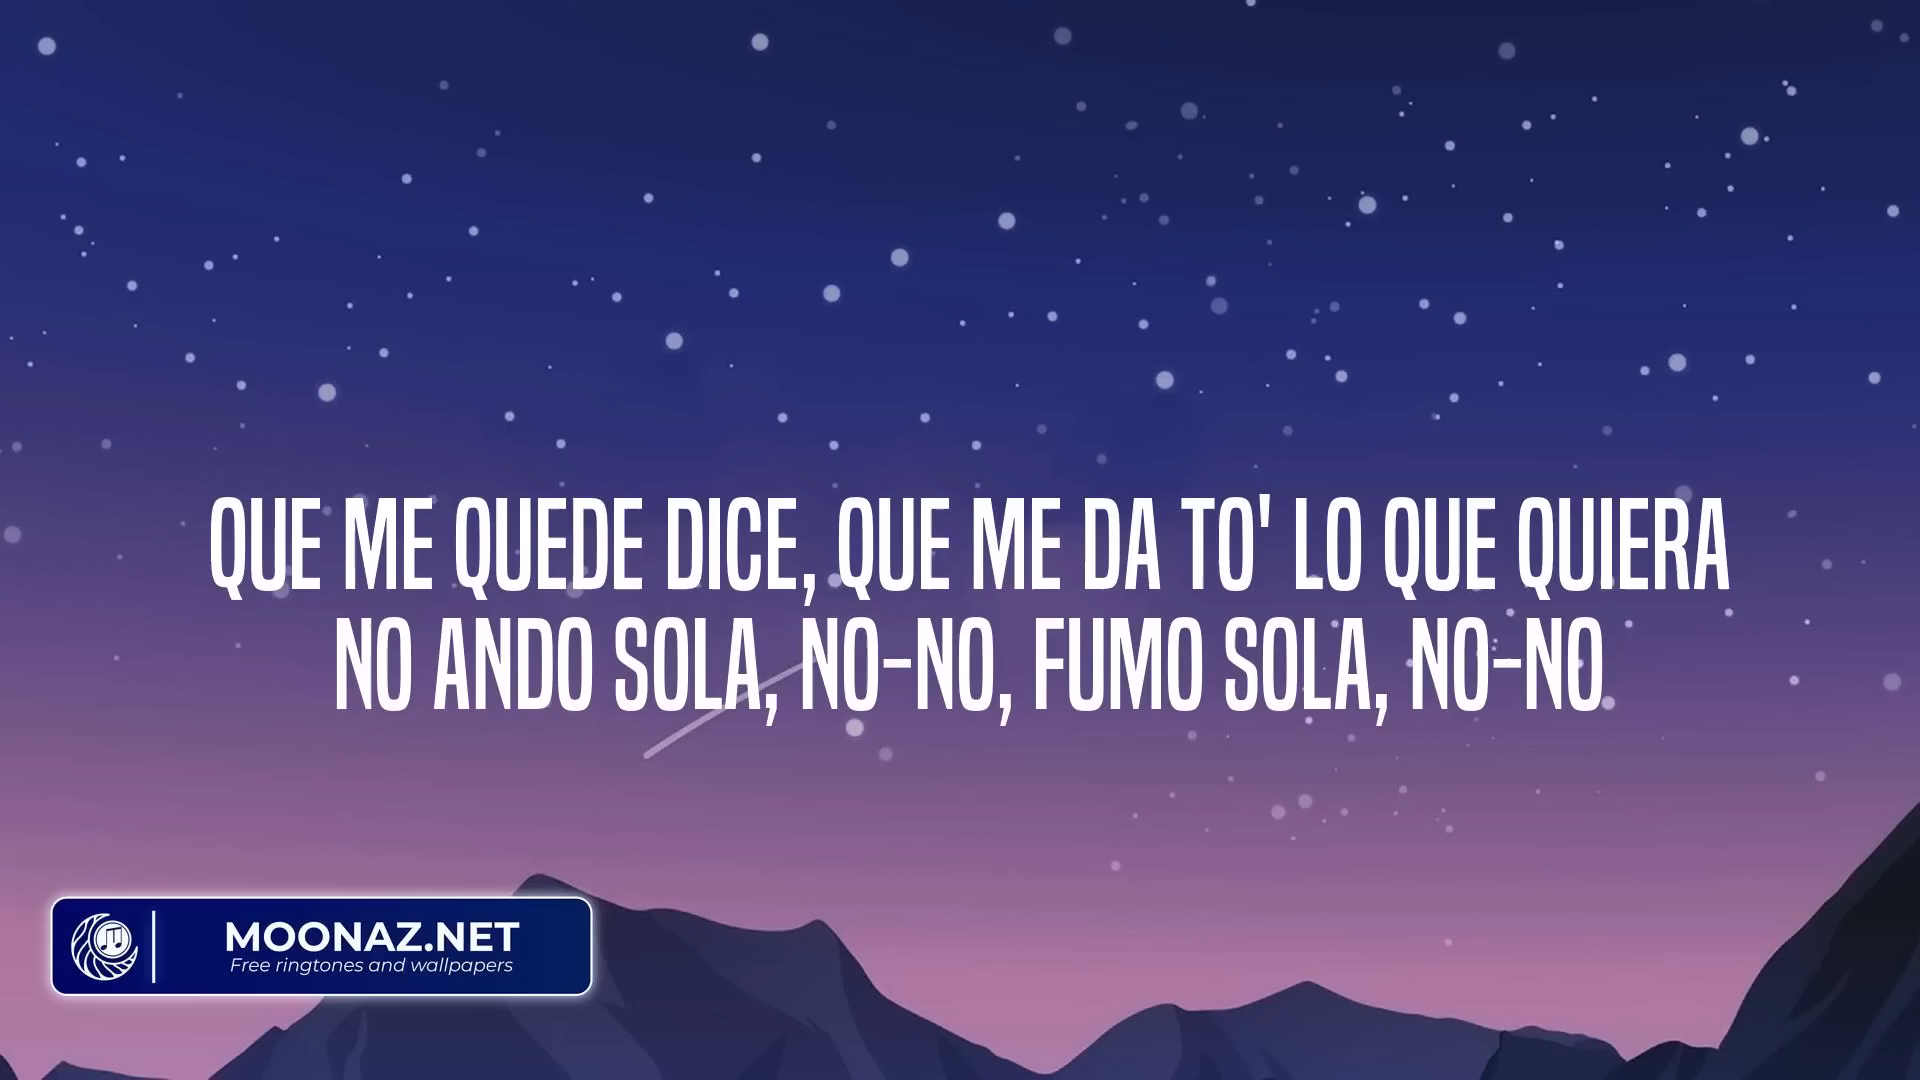 QUE ME QUEDE DICE, QUE ME DA TO' LO QUE QUIERA
NO ANDO SOLA, NO-NO, FUMO SOLA, NO-NO
MOONAZ.NET
Free ringtones and wallpapers